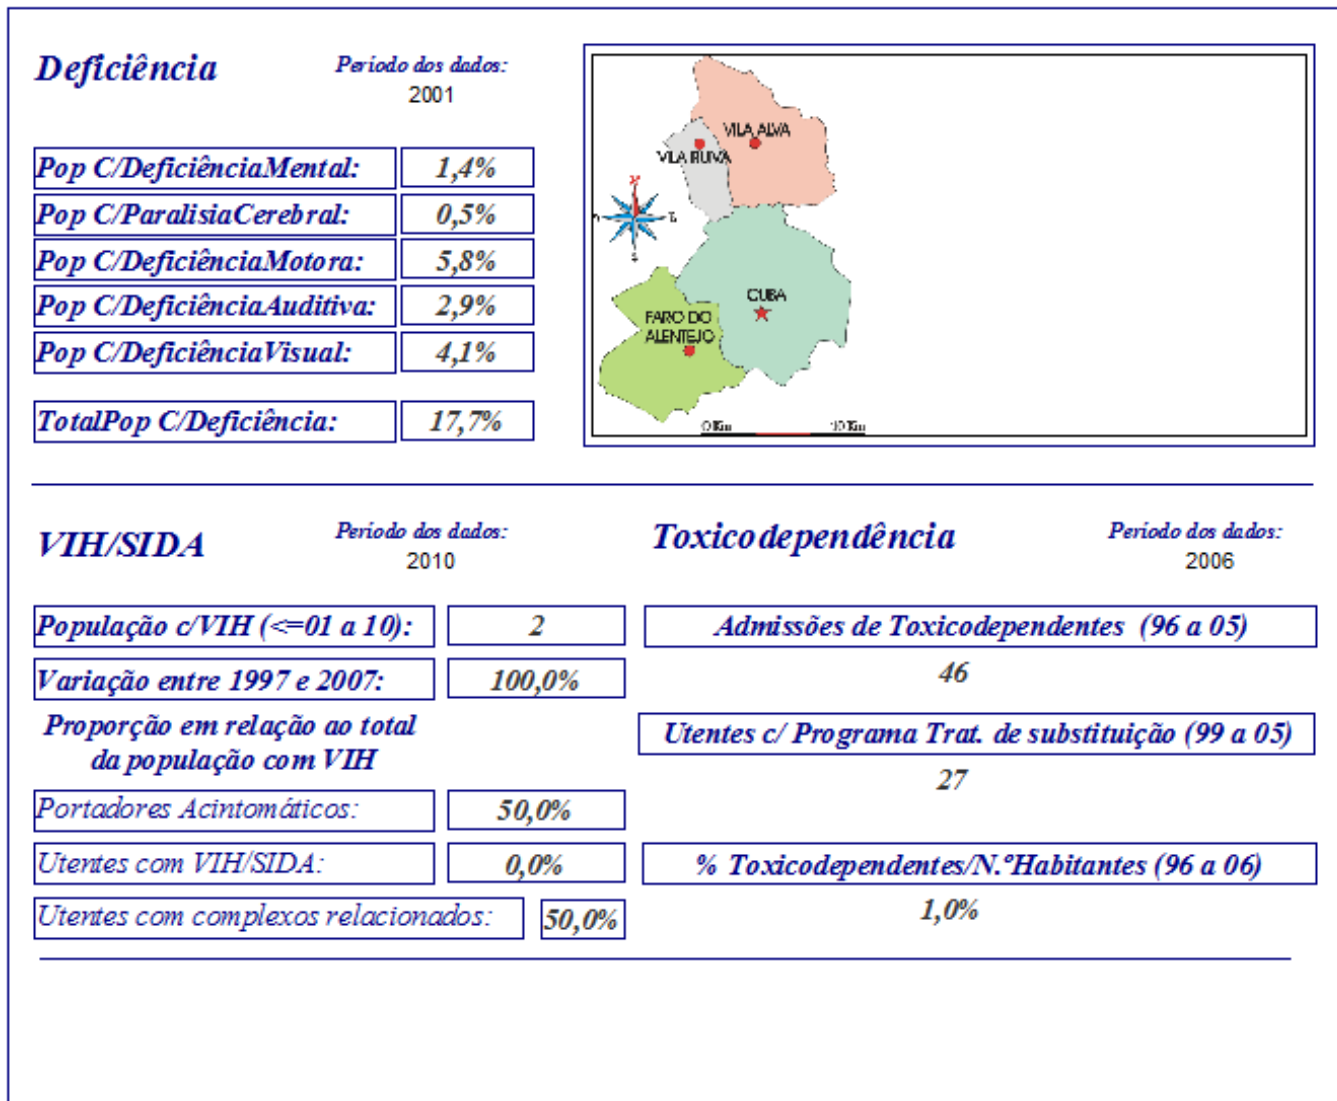 Deficiência
Período dos dados:
2001
Pop C/DeficiênciaMental: 1,4%
Pop C/ParalisiaCerebral: 0,5%
Pop C/DeficiênciaMotora: 5,8%
Pop C/DeficiênciaAuditiva: 2,9%
Pop C/DeficiênciaVisual: 4,1%
TotalPop C/Deficiência: 17,7%
VILA ALVA
VILA RUIVA
CUBA
FARO DO
ALENTEJO
0 Km 10 Km
VIH/SIDA
Período dos dados:
2010
População c/VIH (<=01 a 10): 2
Variação entre 1997 e 2007: 100,0%
Proporção em relação ao total
da população com VIH
Portadores Acintomáticos: 50,0%
Utentes com VIH/SIDA: 0,0%
Utentes com complexos relacionados: 50,0%
Toxicodependência
Período dos dados:
2006
Admissões de Toxicodependentes (96 a 05)
46
Utentes c/ Programa Trat. de substituição (99 a 05)
27
% Toxicodependentes/N.ºHabitantes (96 a 06)
1,0%